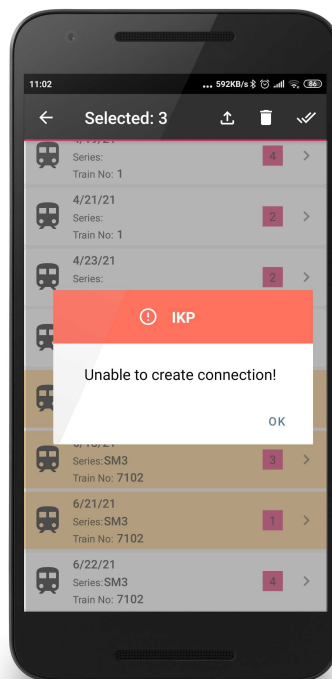 11:02
... 592KB/s 86
Selected: 3
4
Series:
Train No: 1
4/21/21
Series:
2
Train No: 1
4/23/21
Series:
2
IKP
Unable to create connection!
OK
Series: SM3
3
Train No: 7102
6/21/21
Series: SM3
1
Train No: 7102
6/22/21
Series: SM3
4
Train No: 7102